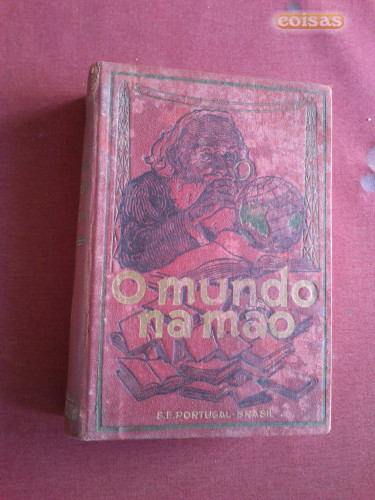 coisas
O mundo
na mão
S.E. PORTUGAL-BRASIL